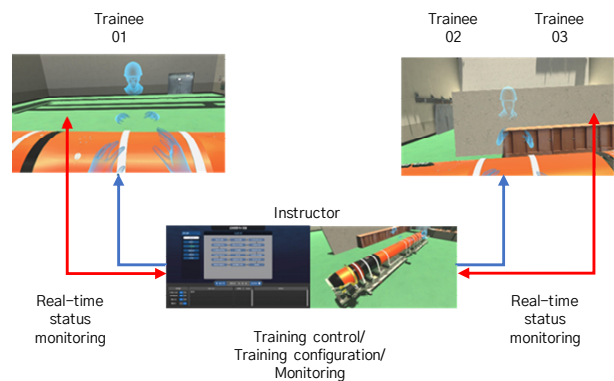 Trainee
01
Trainee
02
Trainee
03
Instructor
Real-time
status
monitoring
Real-time
status
monitoring
Training control/
Training configuration/
Monitoring